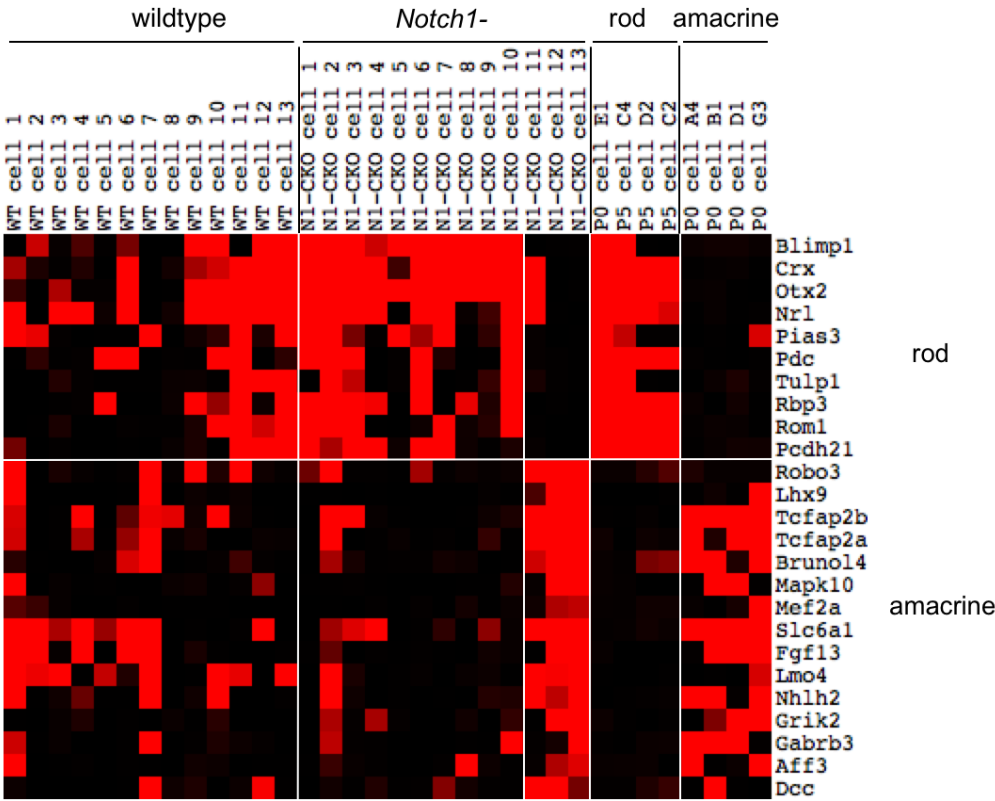 wildtype Notch1- rod amacrine
WT cell 1
WT cell 2
WT cell 3
WT cell 4
WT cell 5
WT cell 6
WT cell 7
WT cell 8
WT cell 9
WT cell 10
WT cell 11
WT cell 12
WT cell 13
N1-CKO cell 1
N1-CKO cell 2
N1-CKO cell 3
N1-CKO cell 4
N1-CKO cell 5
N1-CKO cell 6
N1-CKO cell 7
N1-CKO cell 8
N1-CKO cell 9
N1-CKO cell 10
N1-CKO cell 11
N1-CKO cell 12
N1-CKO cell 13
P0 cell E1
P5 cell C4
P5 cell D2
P5 cell C2
P0 cell A4
P0 cell B1
P0 cell D1
P0 cell G3
Blimp1
Crx
Otx2
Nrl
Pias3
Pdc
rod
Tulp1
Rbp3
Rom1
Pcdh21
Robo3
Lhx9
Tcfap2b
Tcfap2a
Brunol4
Mapk10
Mef2a
amacrine
Slc6a1
Fgf13
Lmo4
Nhlh2
Grik2
Gabrb3
Aff3
Dcc